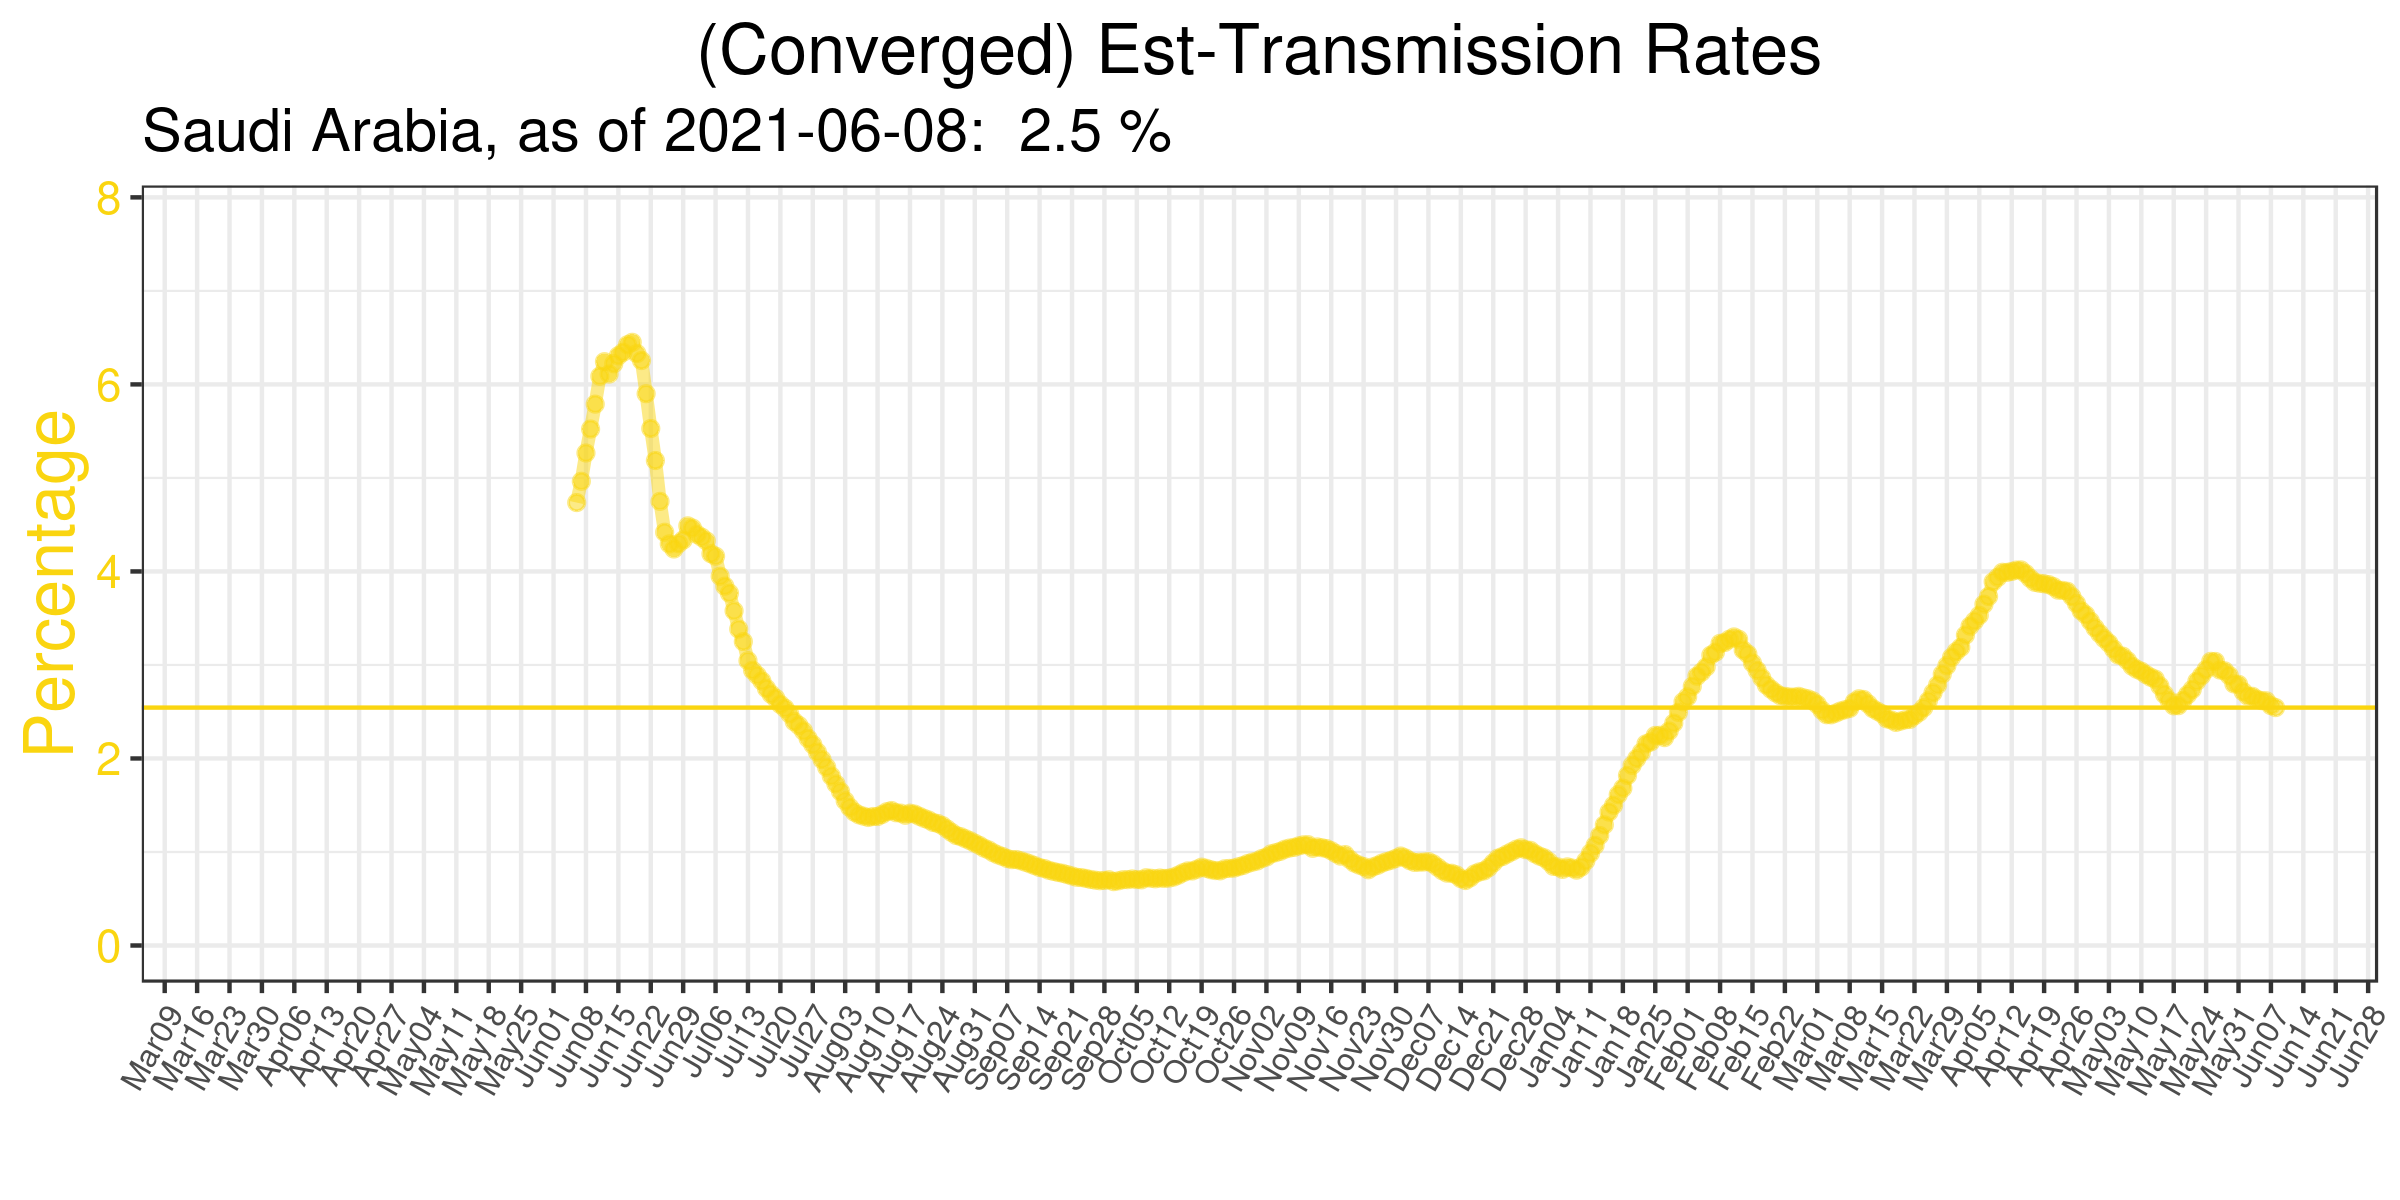 (Converged) Est-Transmission Rates
Saudi Arabia, as of 2021-06-08: 2.5 %
Percentage
8
6
4
2
0
Mar09
Mar16
Mar23
Mar30
Apr06
Apr13
Apr20
Apr27
May04
May11
May18
May25
Jun01
Jun08
Jun15
Jun22
Jun29
Jul06
Jul13
Jul20
Jul27
Aug03
Aug10
Aug17
Aug24
Aug31
Sep07
Sep14
Sep21
Sep28
Oct05
Oct12
Oct19
Oct26
Nov02
Nov09
Nov16
Nov23
Nov30
Dec07
Dec14
Dec21
Dec28
Jan04
Jan11
Jan18
Jan25
Feb01
Feb08
Feb15
Feb22
Mar01
Mar08
Mar15
Mar22
Mar29
Apr05
Apr12
Apr19
Apr26
May03
May10
May17
May24
May31
Jun07
Jun14
Jun21
Jun28